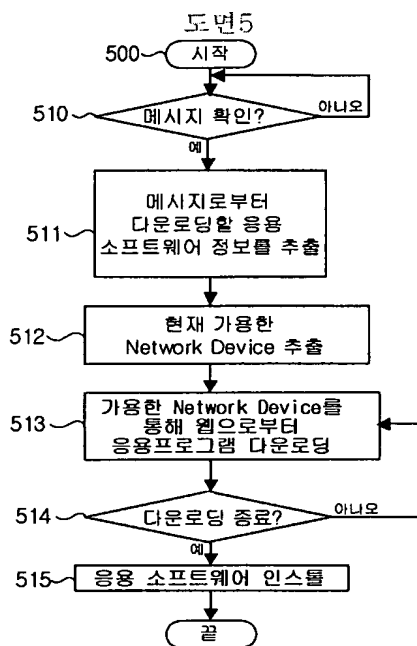 도면5
500
시작
510
메시지 확인?
아니오
예
511
메시지로부터
다운로딩할 응용
소프트웨어 정보를 추출
512
현재 가용한
Network Device 추출
513
가용한 Network Device를
통해 웹으로부터
응용프로그램 다운로딩
514
다운로딩 종료?
아니오
예
515
응용 소프트웨어 인스톨
끝